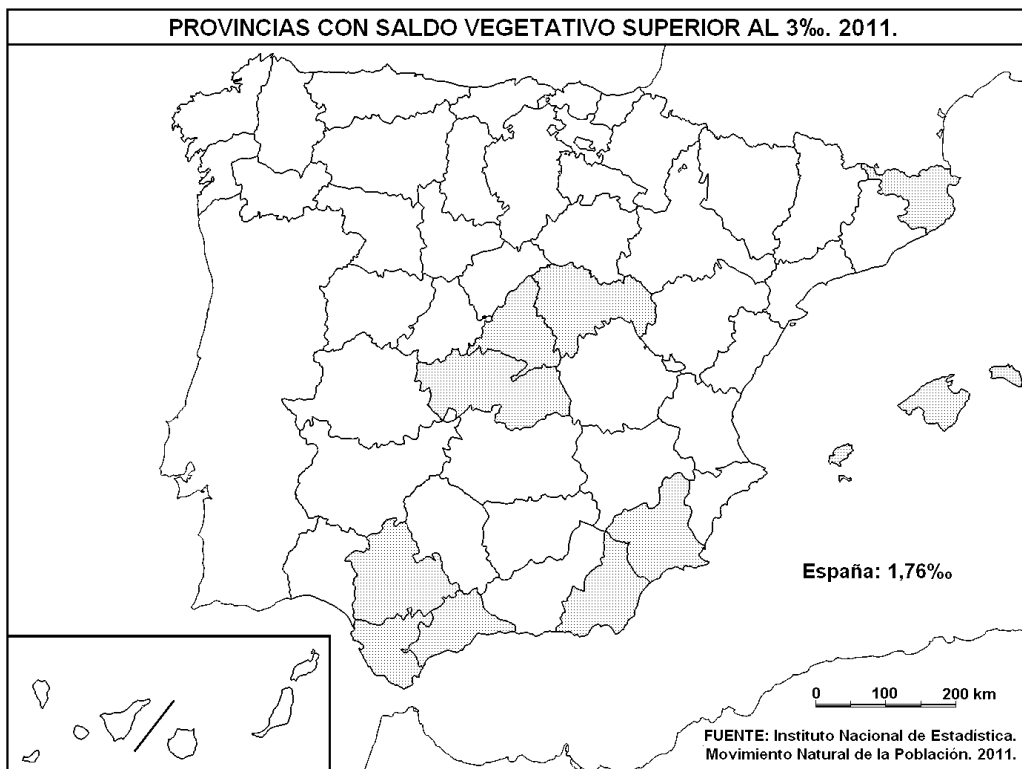 PROVINCIAS CON SALDO VEGETATIVO SUPERIOR AL 3‰. 2011.
España: 1,76‰
0 100 200 km
FUENTE: Instituto Nacional de Estadística.
Movimiento Natural de la Población. 2011.